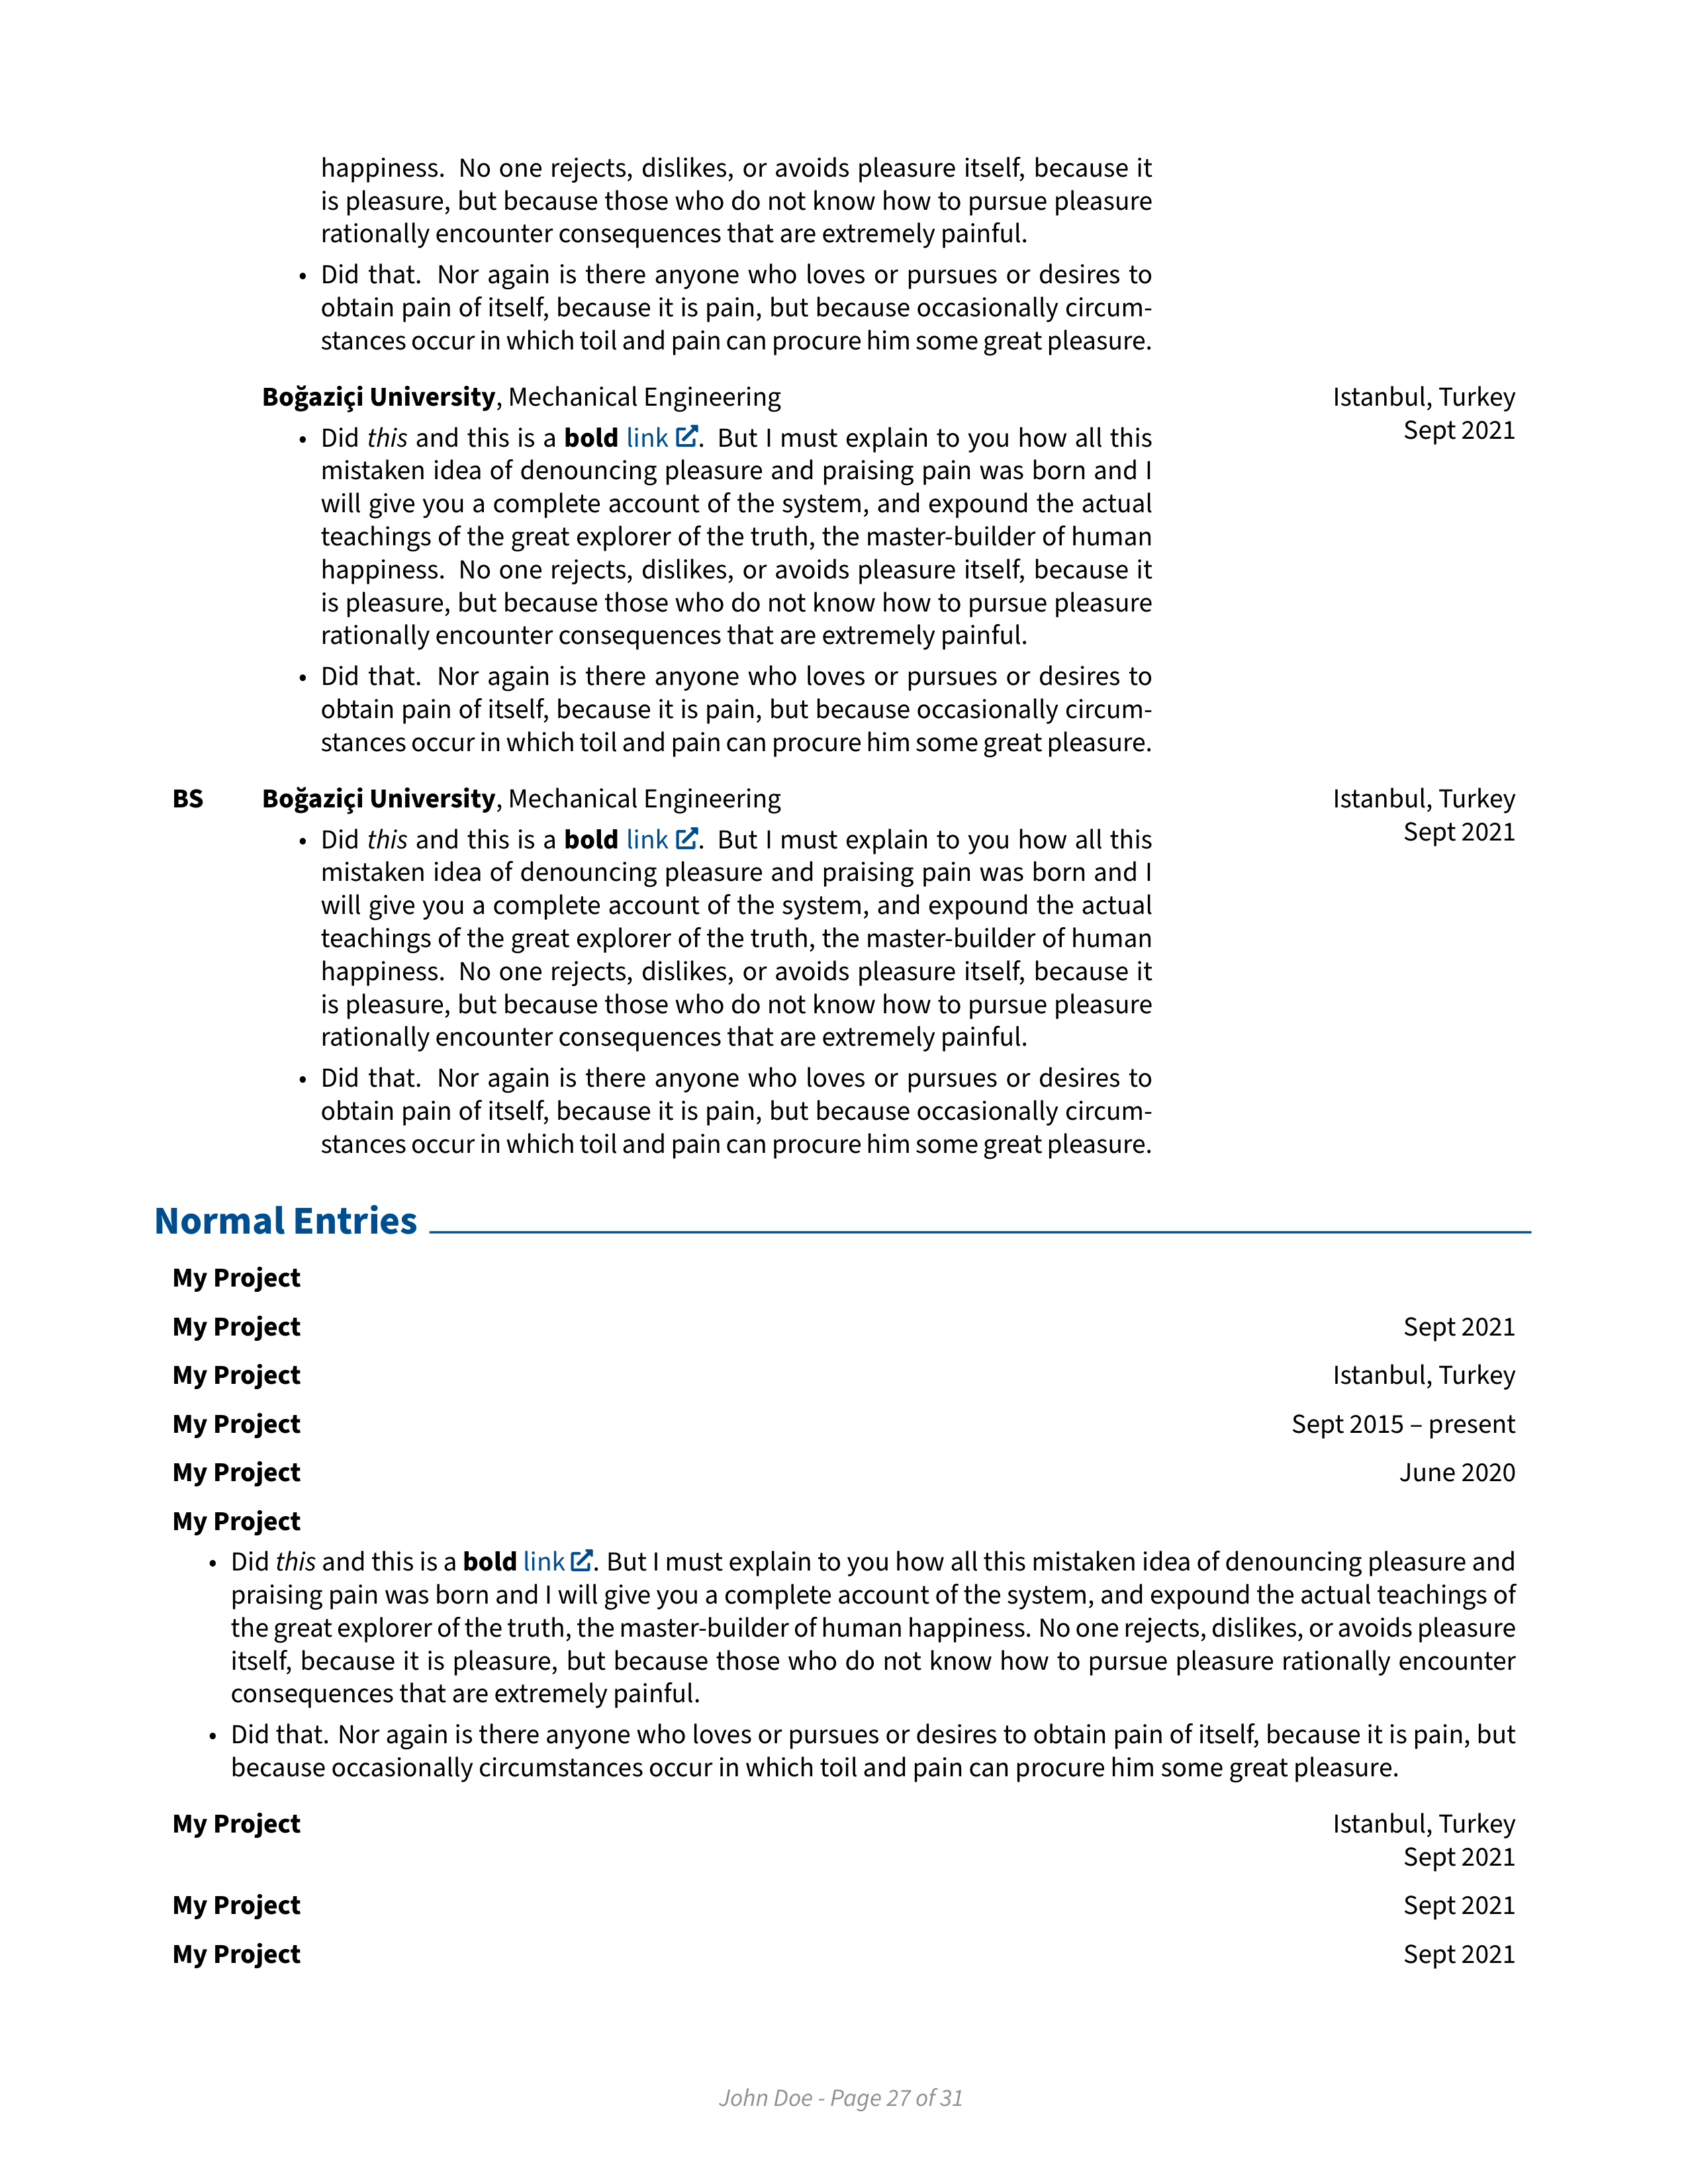 happiness. No one rejects, dislikes, or avoids pleasure itself, because it
is pleasure, but because those who do not know how to pursue pleasure
rationally encounter consequences that are extremely painful.
• Did that. Nor again is there anyone who loves or pursues or desires to
obtain pain of itself, because it is pain, but because occasionally circum-
stances occur in which toil and pain can procure him some great pleasure.
Boğaziçi University, Mechanical Engineering Istanbul, Turkey
Sept 2021
• Did this and this is a bold link. But I must explain to you how all this
mistaken idea of denouncing pleasure and praising pain was born and I
will give you a complete account of the system, and expound the actual
teachings of the great explorer of the truth, the master-builder of human
happiness. No one rejects, dislikes, or avoids pleasure itself, because it
is pleasure, but because those who do not know how to pursue pleasure
rationally encounter consequences that are extremely painful.
• Did that. Nor again is there anyone who loves or pursues or desires to
obtain pain of itself, because it is pain, but because occasionally circum-
stances occur in which toil and pain can procure him some great pleasure.
BS Boğaziçi University, Mechanical Engineering Istanbul, Turkey
Sept 2021
• Did this and this is a bold link. But I must explain to you how all this
mistaken idea of denouncing pleasure and praising pain was born and I
will give you a complete account of the system, and expound the actual
teachings of the great explorer of the truth, the master-builder of human
happiness. No one rejects, dislikes, or avoids pleasure itself, because it
is pleasure, but because those who do not know how to pursue pleasure
rationally encounter consequences that are extremely painful.
• Did that. Nor again is there anyone who loves or pursues or desires to
obtain pain of itself, because it is pain, but because occasionally circum-
stances occur in which toil and pain can procure him some great pleasure.
Normal Entries
My Project
My Project Sept 2021
My Project Istanbul, Turkey
My Project Sept 2015 – present
My Project June 2020
My Project
• Did this and this is a bold link. But I must explain to you how all this mistaken idea of denouncing pleasure and
praising pain was born and I will give you a complete account of the system, and expound the actual teachings of
the great explorer of the truth, the master-builder of human happiness. No one rejects, dislikes, or avoids pleasure
itself, because it is pleasure, but because those who do not know how to pursue pleasure rationally encounter
consequences that are extremely painful.
• Did that. Nor again is there anyone who loves or pursues or desires to obtain pain of itself, because it is pain, but
because occasionally circumstances occur in which toil and pain can procure him some great pleasure.
My Project Istanbul, Turkey
Sept 2021
My Project Sept 2021
My Project Sept 2021
John Doe - Page 27 of 31